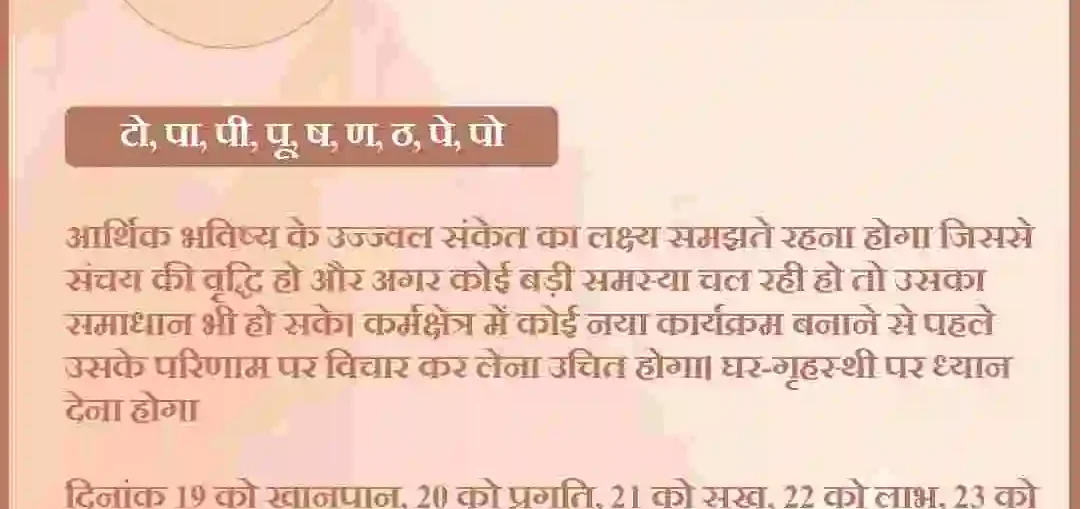 टो, पा, पी, पू, ष, ण, ठ, पे, पो
आर्थिक भविष्य के उज्ज्वल संकेत का लक्ष्य समझते रहना होगा जिससे
संचय की वृद्धि हो और अगर कोई बड़ी समस्या चल रही हो तो उसका
समाधान भी हो सके। कर्मक्षेत्र में कोई नया कार्यक्रम बनाने से पहले
उसके परिणाम पर विचार कर लेना उचित होगा। घर-गृहस्थी पर ध्यान
देना होगा
दिनांक 19 को खानपान, 20 को प्रगति, 21 को सुख, 22 को लाभ, 23 को